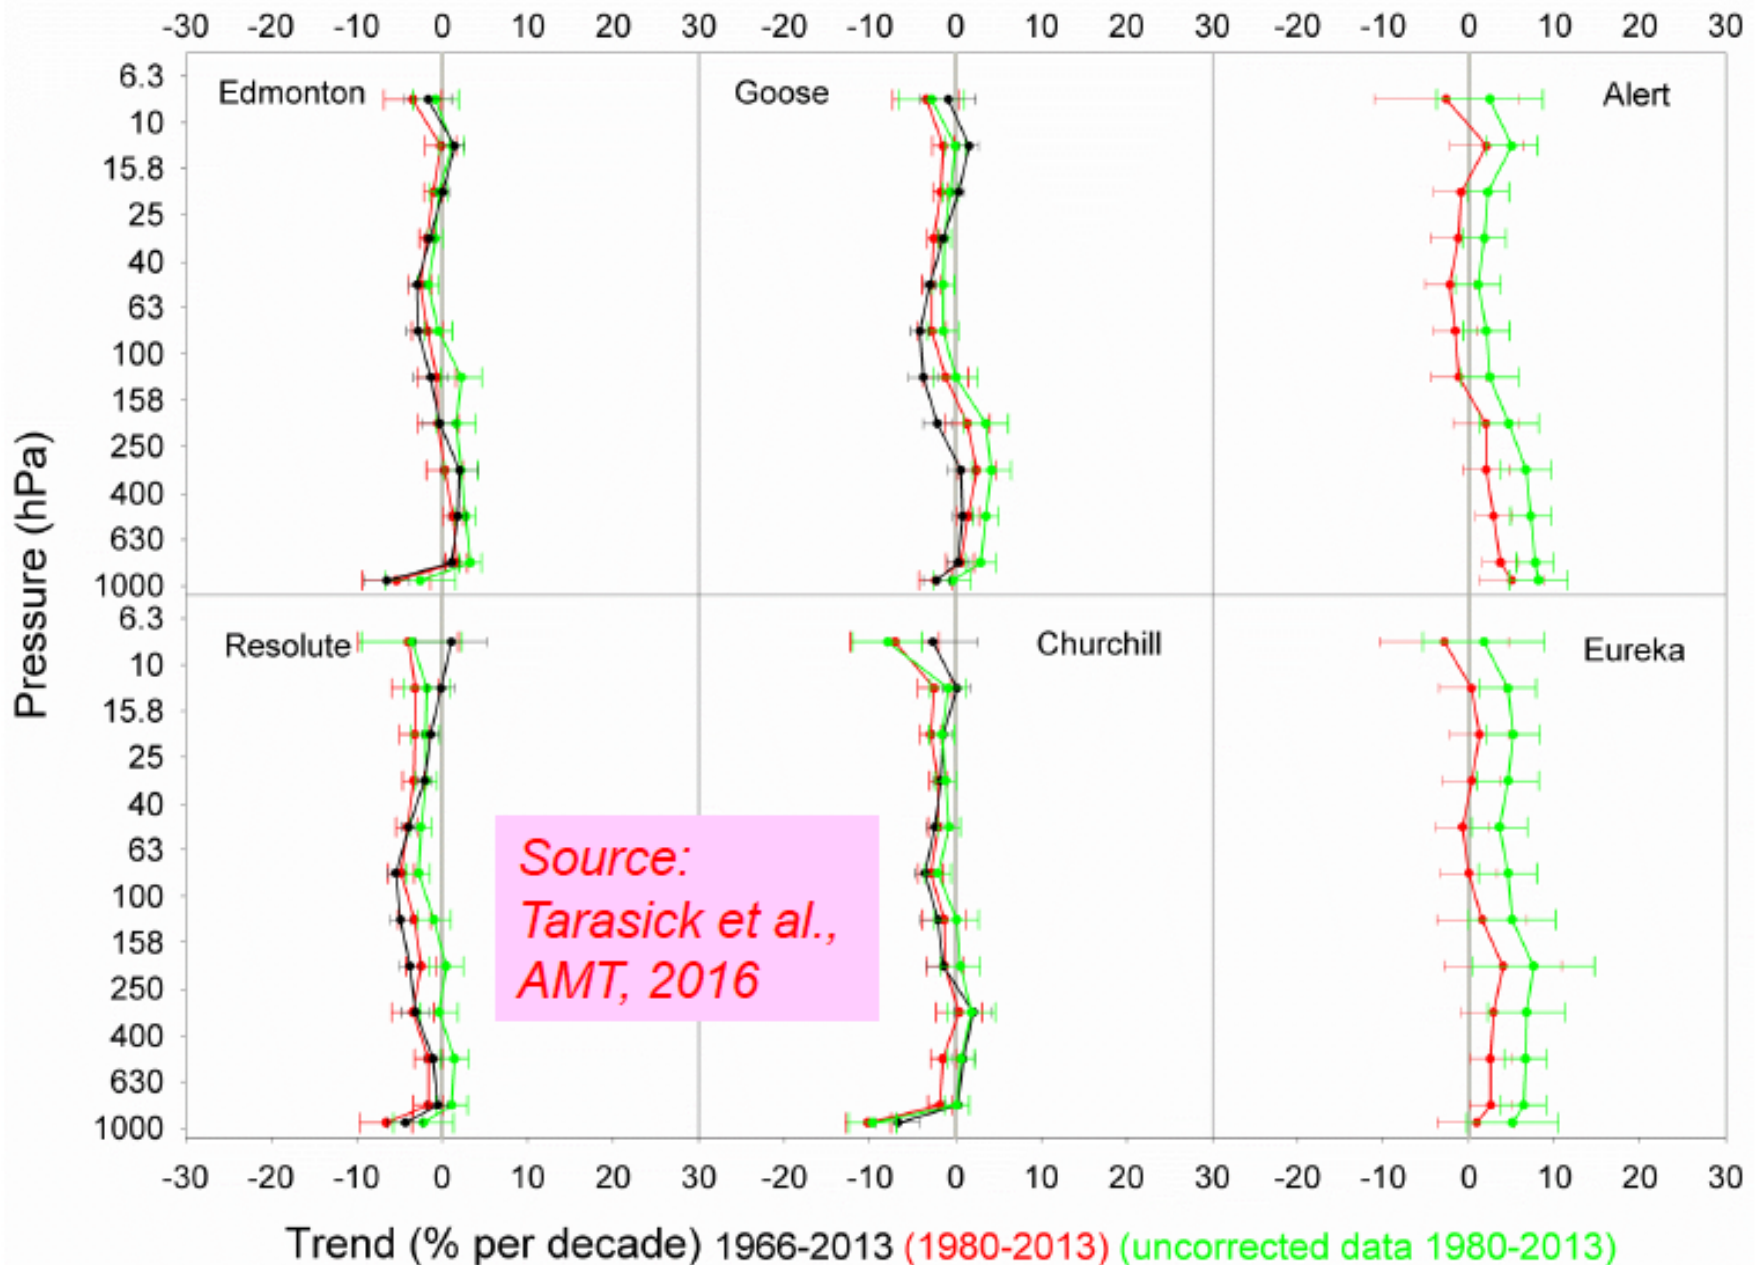 -30 -20 -10 0 10 20 30 -20 -10 0 10 20 30 -20 -10 0 10 20 30
Pressure (hPa)
6.3
10
15.8
25
40
63
100
158
250
400
630
1000
Edmonton
Goose
Alert
6.3
10
15.8
25
40
63
100
158
250
400
630
1000
Resolute
Churchill
Eureka
Source:
Tarasick et al.,
AMT, 2016
-30 -20 -10 0 10 20 30 -20 -10 0 10 20 30 -20 -10 0 10 20 30
Trend (% per decade) 1966-2013 (1980-2013) (uncorrected data 1980-2013)